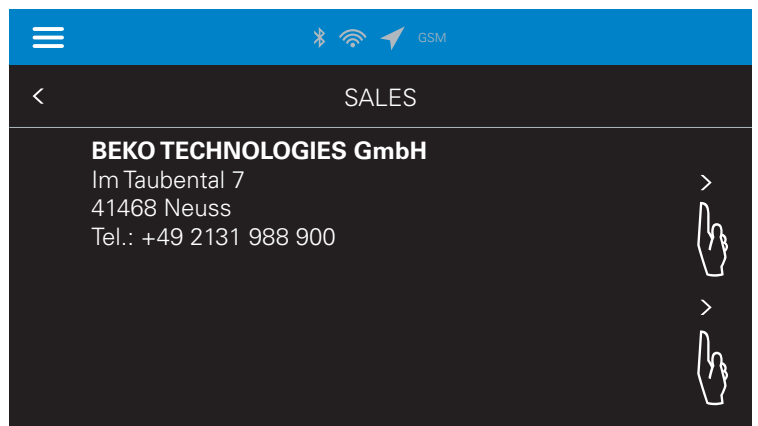 GSM
SALES
BEKO TECHNOLOGIES GmbH
Im Taubental 7
41468 Neuss
Tel.: +49 2131 988 900